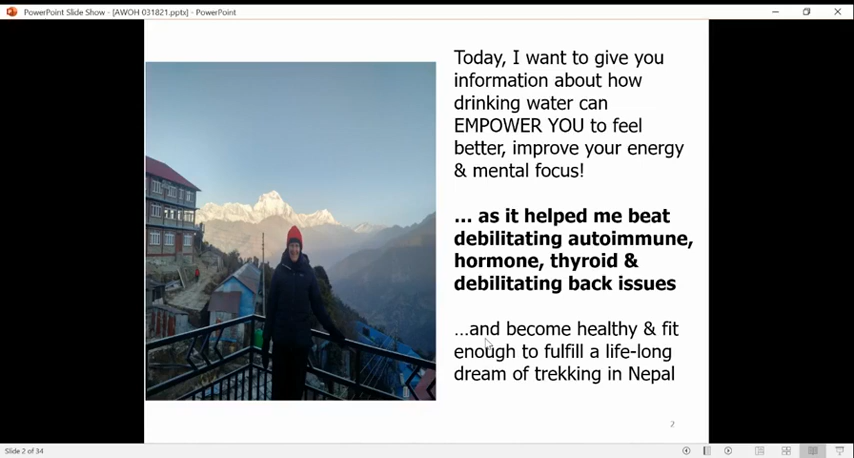 PowerPoint Slide Show - [AWOH 031821.pptx] - PowerPoint
Today, I want to give you
information about how
drinking water can
EMPOWER YOU to feel
better, improve your energy
& mental focus!
... as it helped me beat
debilitating autoimmune,
hormone, thyroid &
debilitating back issues
...and become healthy & fit
enough to fulfill a life-long
dream of trekking in Nepal
2
Slide 2 of 34